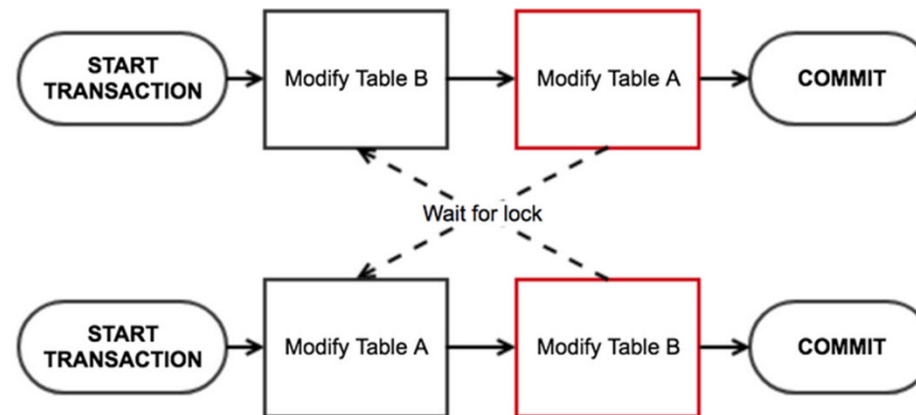 START
TRANSACTION
Modify Table B
Modify Table A
COMMIT
Wait for lock
START
TRANSACTION
Modify Table A
Modify Table B
COMMIT